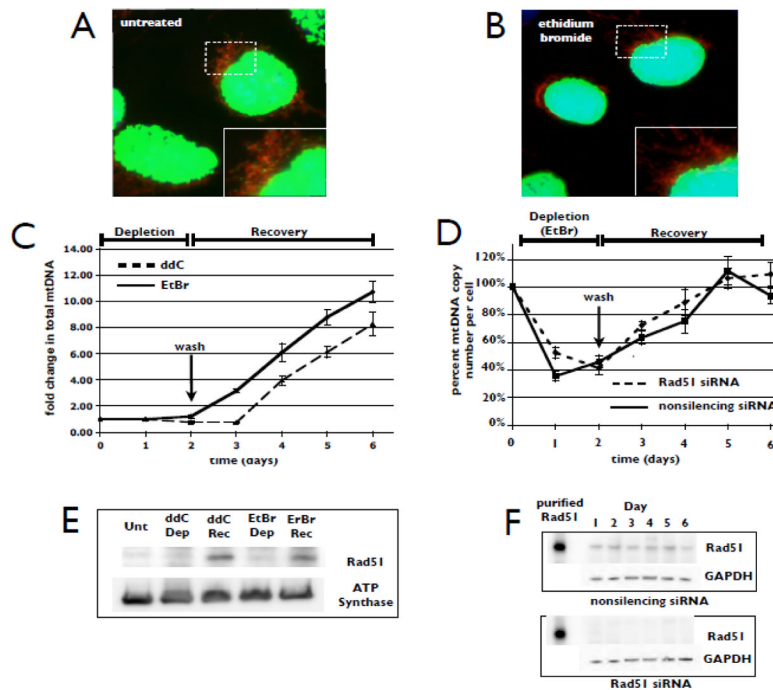 A
untreated
B
ethidium
bromide
C
Depletion
Recovery
14.00
12.00
10.00
8.00
6.00
4.00
2.00
0.00
fold change in total mtDNA
ddC
EtBr
wash
0 1 2 3 4 5 6
time (days)
D
Depletion
(EtBr)
Recovery
120%
100%
80%
60%
40%
20%
0%
percent mtDNA copy
number per cell
wash
Rad51 siRNA
nonsilencing siRNA
0 1 2 3 4 5 6
time (days)
E
Unt
ddC
Dep
ddC
Rec
EtBr
Dep
ErBr
Rec
Rad51
ATP
Synthase
F
purified
Rad51
Day
1 2 3 4 5 6
Rad51
GAPDH
nonsilencing siRNA
Rad51
GAPDH
Rad51 siRNA